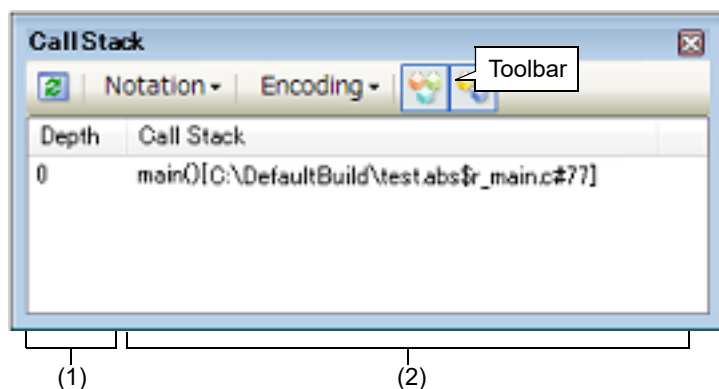 Call Stack
Notation Encoding Toolbar
Depth Call Stack
0 main()[C:\DefaultBuild\test.abs$r_main.c#77]
(1) (2)